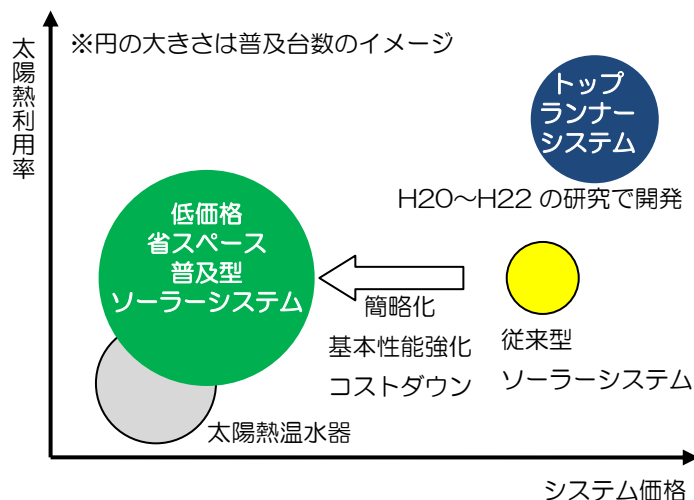 太陽熱利用率
※円の大きさは普及台数のイメージ
トップ
ランナー
システム
H20～H22 の研究で開発
低価格
省スペース
普及型
ソーラーシステム
簡略化
基本性能強化
コストダウン
従来型
ソーラーシステム
太陽熱温水器
システム価格